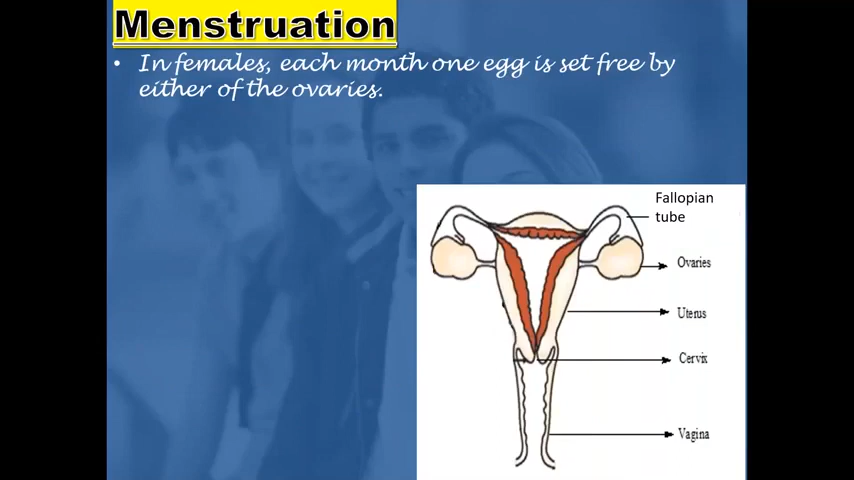 Menstruation
• In females, each month one egg is set free by
either of the ovaries.
Fallopian
tube
Ovaries
Uterus
Cervix
Vagina